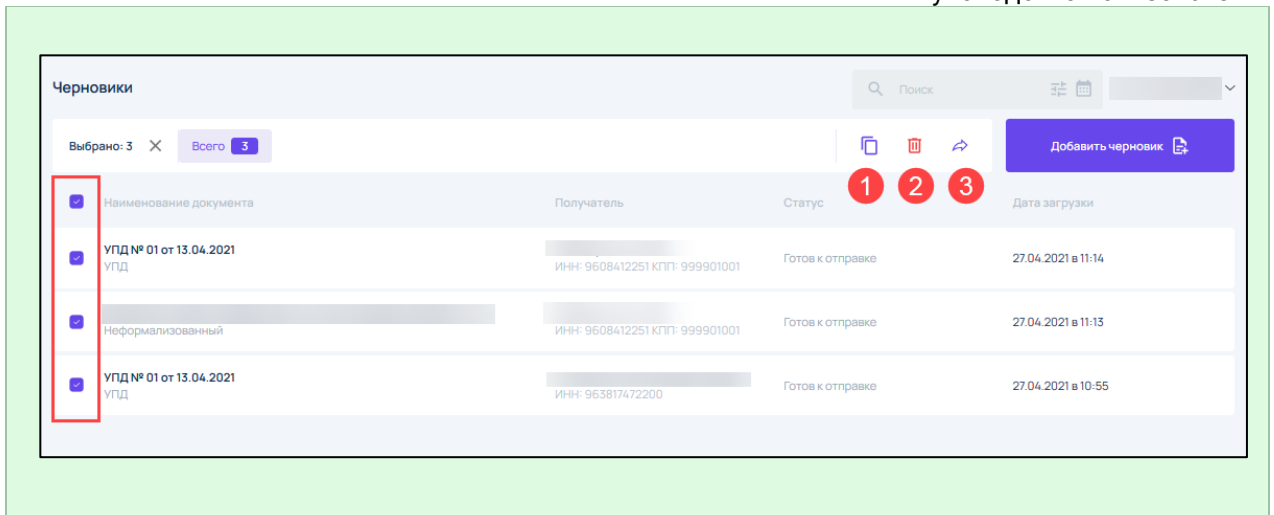 Черновики
Поиск
Выбрано: 3
Всего 3
Добавить черновик
1 2 3
Наименование документа Получатель Статус Дата загрузки
УПД № 01 от 13.04.2021
УПД
ИНН: 9608412251 КПП: 999901001
Готов к отправке
27.04.2021 в 11:14
Неформализованный
ИНН: 9608412251 КПП: 999901001
Готов к отправке
27.04.2021 в 11:13
УПД № 01 от 13.04.2021
УПД
ИНН: 963817472200
Готов к отправке
27.04.2021 в 10:55